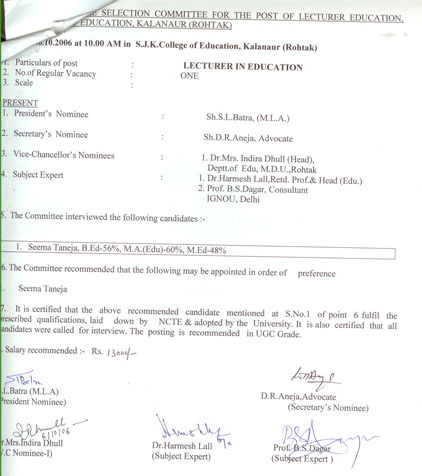 SELECTION COMMITTEE FOR THE POST OF LECTURER EDUCATION,
EDUCATION, KALANAUR (ROHTAK)
.10.2006 at 10.00 AM in S.J.K.College of Education, Kalanaur (Rohtak)
1. Particulars of post : LECTURER IN EDUCATION
2. No.of Regular Vacancy : ONE
3. Scale :
PRESENT
1. President's Nominee : Sh.S.L.Batra, (M.L.A.)
2. Secretary's Nominee : Sh.D.R.Aneja, Advocate
3. Vice-Chancellor's Nominees : 1. Dr.Mrs. Indira Dhull (Head),
Deptt.of Edu, M.D.U.,Rohtak
4. Subject Expert : 1. Dr.Harmesh Lall,Retd. Prof.& Head (Edu.)
2. Prof. B.S.Dagar, Consultant
IGNOU, Delhi
5. The Committee interviewed the following candidates :-
1. Seema Taneja, B.Ed-56%, M.A.(Edu)-60%, M.Ed-48%
6. The Committee recommended that the following may be appointed in order of preference
Seema Taneja
7. It is certified that the above recommended candidate mentioned at S.No.1 of point 6 fulfil the
rescribed qualifications, laid down by NCTE & adopted by the University. It is also certified that all
andidates were called for interview. The posting is recommended in UGC Grade.
. Salary recommended :- Rs. 13000/-
.L.Batra (M.L.A)
President Nominee)
D.R.Aneja,Advocate
(Secretary's Nominee)
6/10/06
r.Mrs.Indira Dhull
V.C Nominee-I)
Dr.Harmesh Lall
(Subject Expert)
Prof. B.S.Dagar
(Subject Expert )